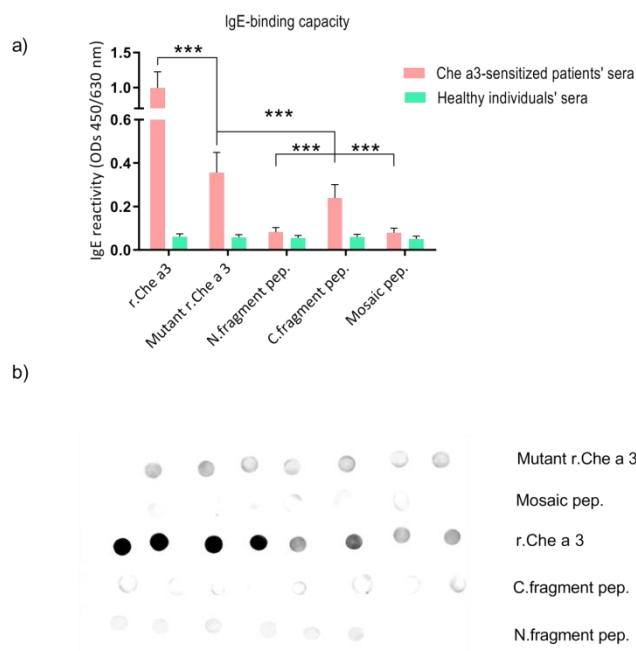 IgE-binding capacity
a)
IgE reactivity (ODs 450/630 nm)
1.5
1.0
0.6
0.4
0.2
0.0
***
***
***
***
Che a3-sensitized patients' sera
Healthy individuals' sera
r.Che a3
Mutant r.Che a 3
N.fragment pep.
C.fragment pep.
Mosaic pep.
b)
Mutant r.Che a 3
Mosaic pep.
r.Che a 3
C.fragment pep.
N.fragment pep.